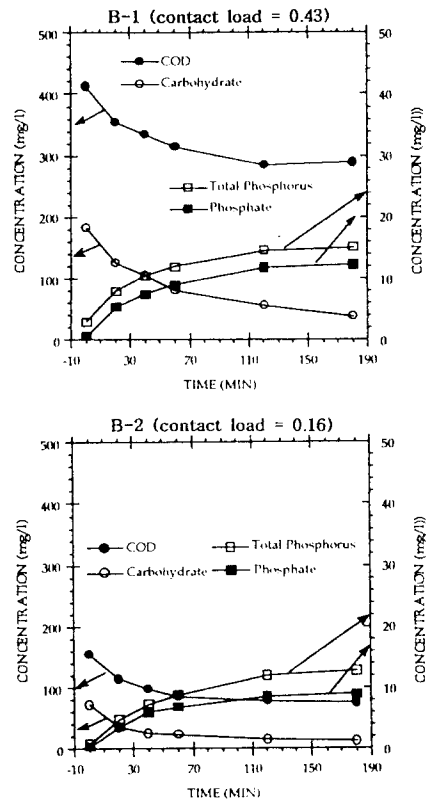 B-1 (contact load = 0.43)
500
400
300
200
100
0
50
40
30
20
10
0
CONCENTRATION (mg/l)
CONCENTRATION (mg/l))
COD
Carbohydrate
Total Phosphorus
Phosphate
-10 30 70 110 150 190
TIME (MIN)
B-2 (contact load = 0.16)
500
400
300
200
100
0
50
40
30
20
10
0
CONCENTRATION (mg/l)
CONCENTRATION (mg/l)
COD
Total Phosphorus
Carbohydrate
Phosphate
-10 30 70 110 150 190
TIME (MIN)